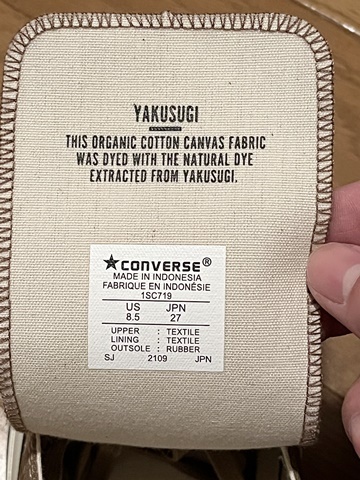 YAKUSUGI
THIS ORGANIC COTTON CANVAS FABRIC
WAS DYED WITH THE NATURAL DYE
EXTRACTED FROM YAKUSUGI.
★CONVERSE®
MADE IN INDONESIA
FABRIQUE EN INDONÉSIE
1SC719
US JPN
8.5 27
UPPER : TEXTILE
LINING : TEXTILE
OUTSOLE : RUBBER
SJ 2109 JPN